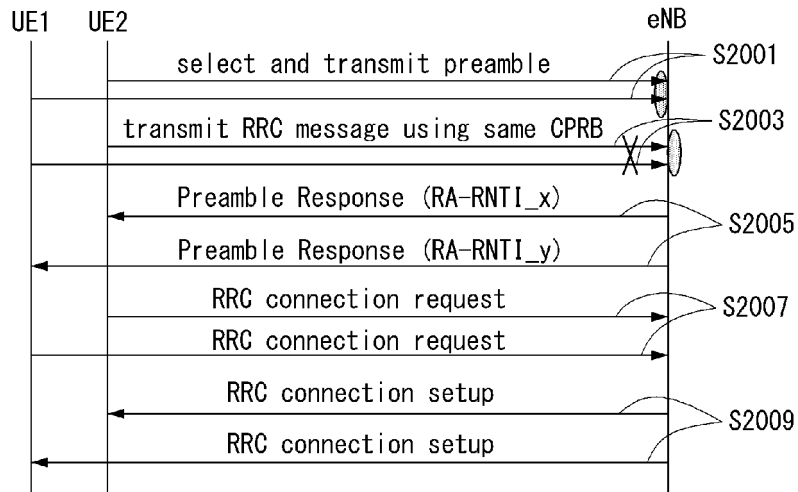 UE1 UE2 eNB
select and transmit preamble S2001
transmit RRC message using same CPRB S2003
Preamble Response (RA-RNTI_x)
S2005
Preamble Response (RA-RNTI_y)
RRC connection request
S2007
RRC connection request
RRC connection setup
S2009
RRC connection setup